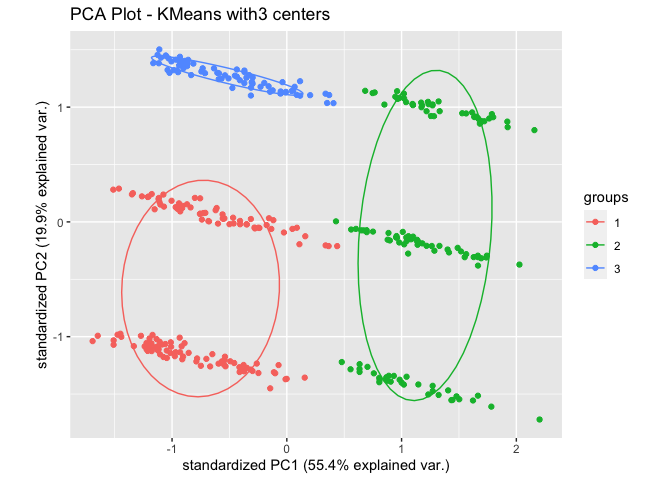 PCA Plot - KMeans with3 centers
standardized PC2 (19.9% explained var.)
1
0
-1
-1
0
1
2
standardized PC1 (55.4% explained var.)
groups
1
2
3